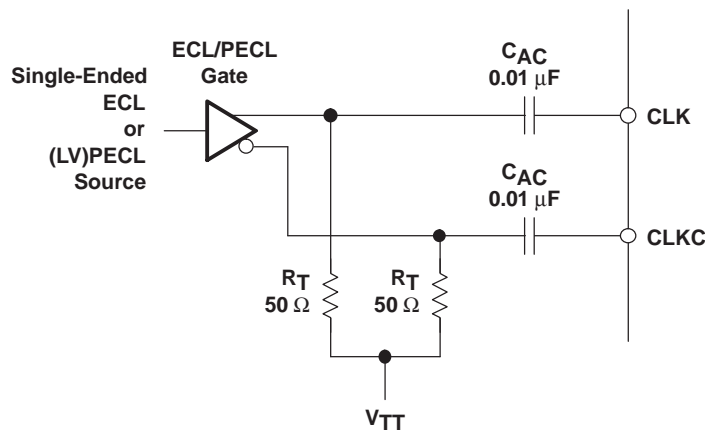 Single-Ended
ECL
or
(LV)PECL
Source
ECL/PECL
Gate
CAC
0.01 μF
CLK
CAC
0.01 μF
CLKC
RT
50 Ω
RT
50 Ω
VTT